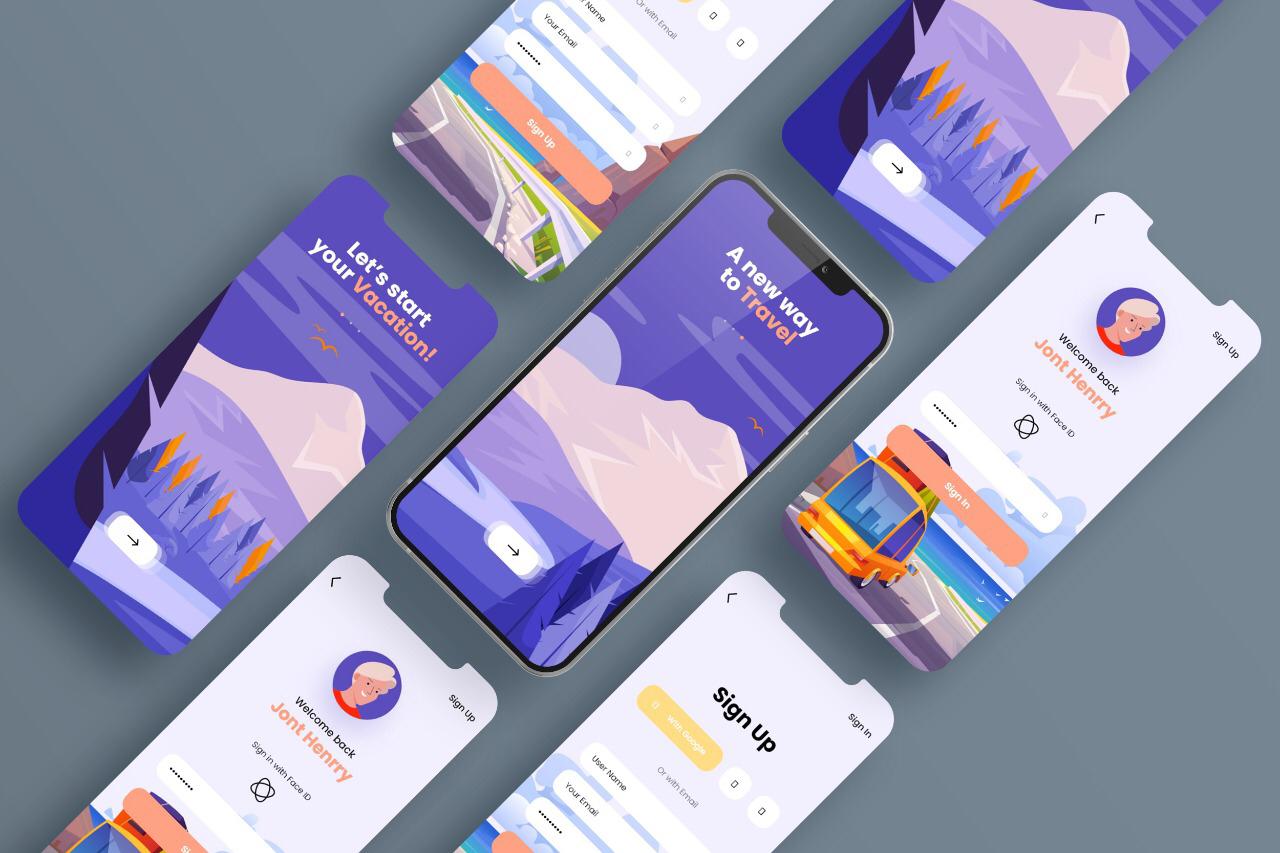 User Name
Or with Email
Your Email
Sign Up
Let's start
your Vacation!
A new way
to Travel
Sign Up
Welcome back
Jont Henrry
Sign in with Face ID
Sign In
Sign Up
Welcome back
Jont Henrry
Sign in with Face ID
Sign In
Sign Up
With Google
Or with Email
User Name
Your Email